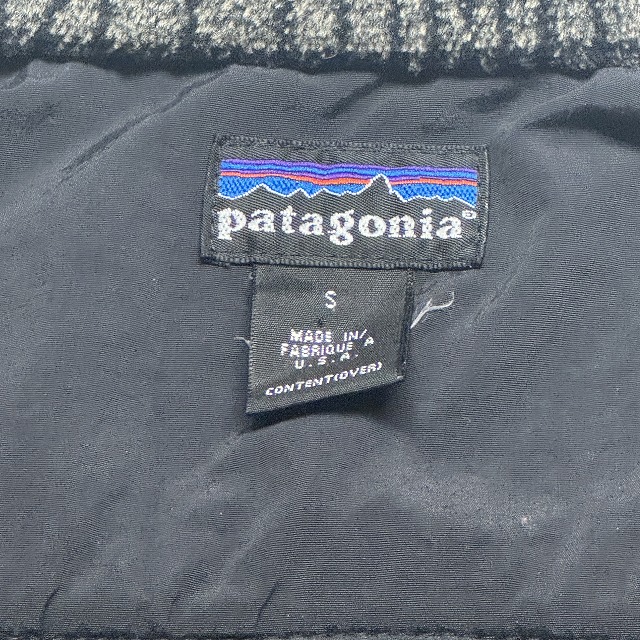 patagonia®
S
MADE IN/
FABRIQUE A
U.S.A.
CONTENT(OVER)